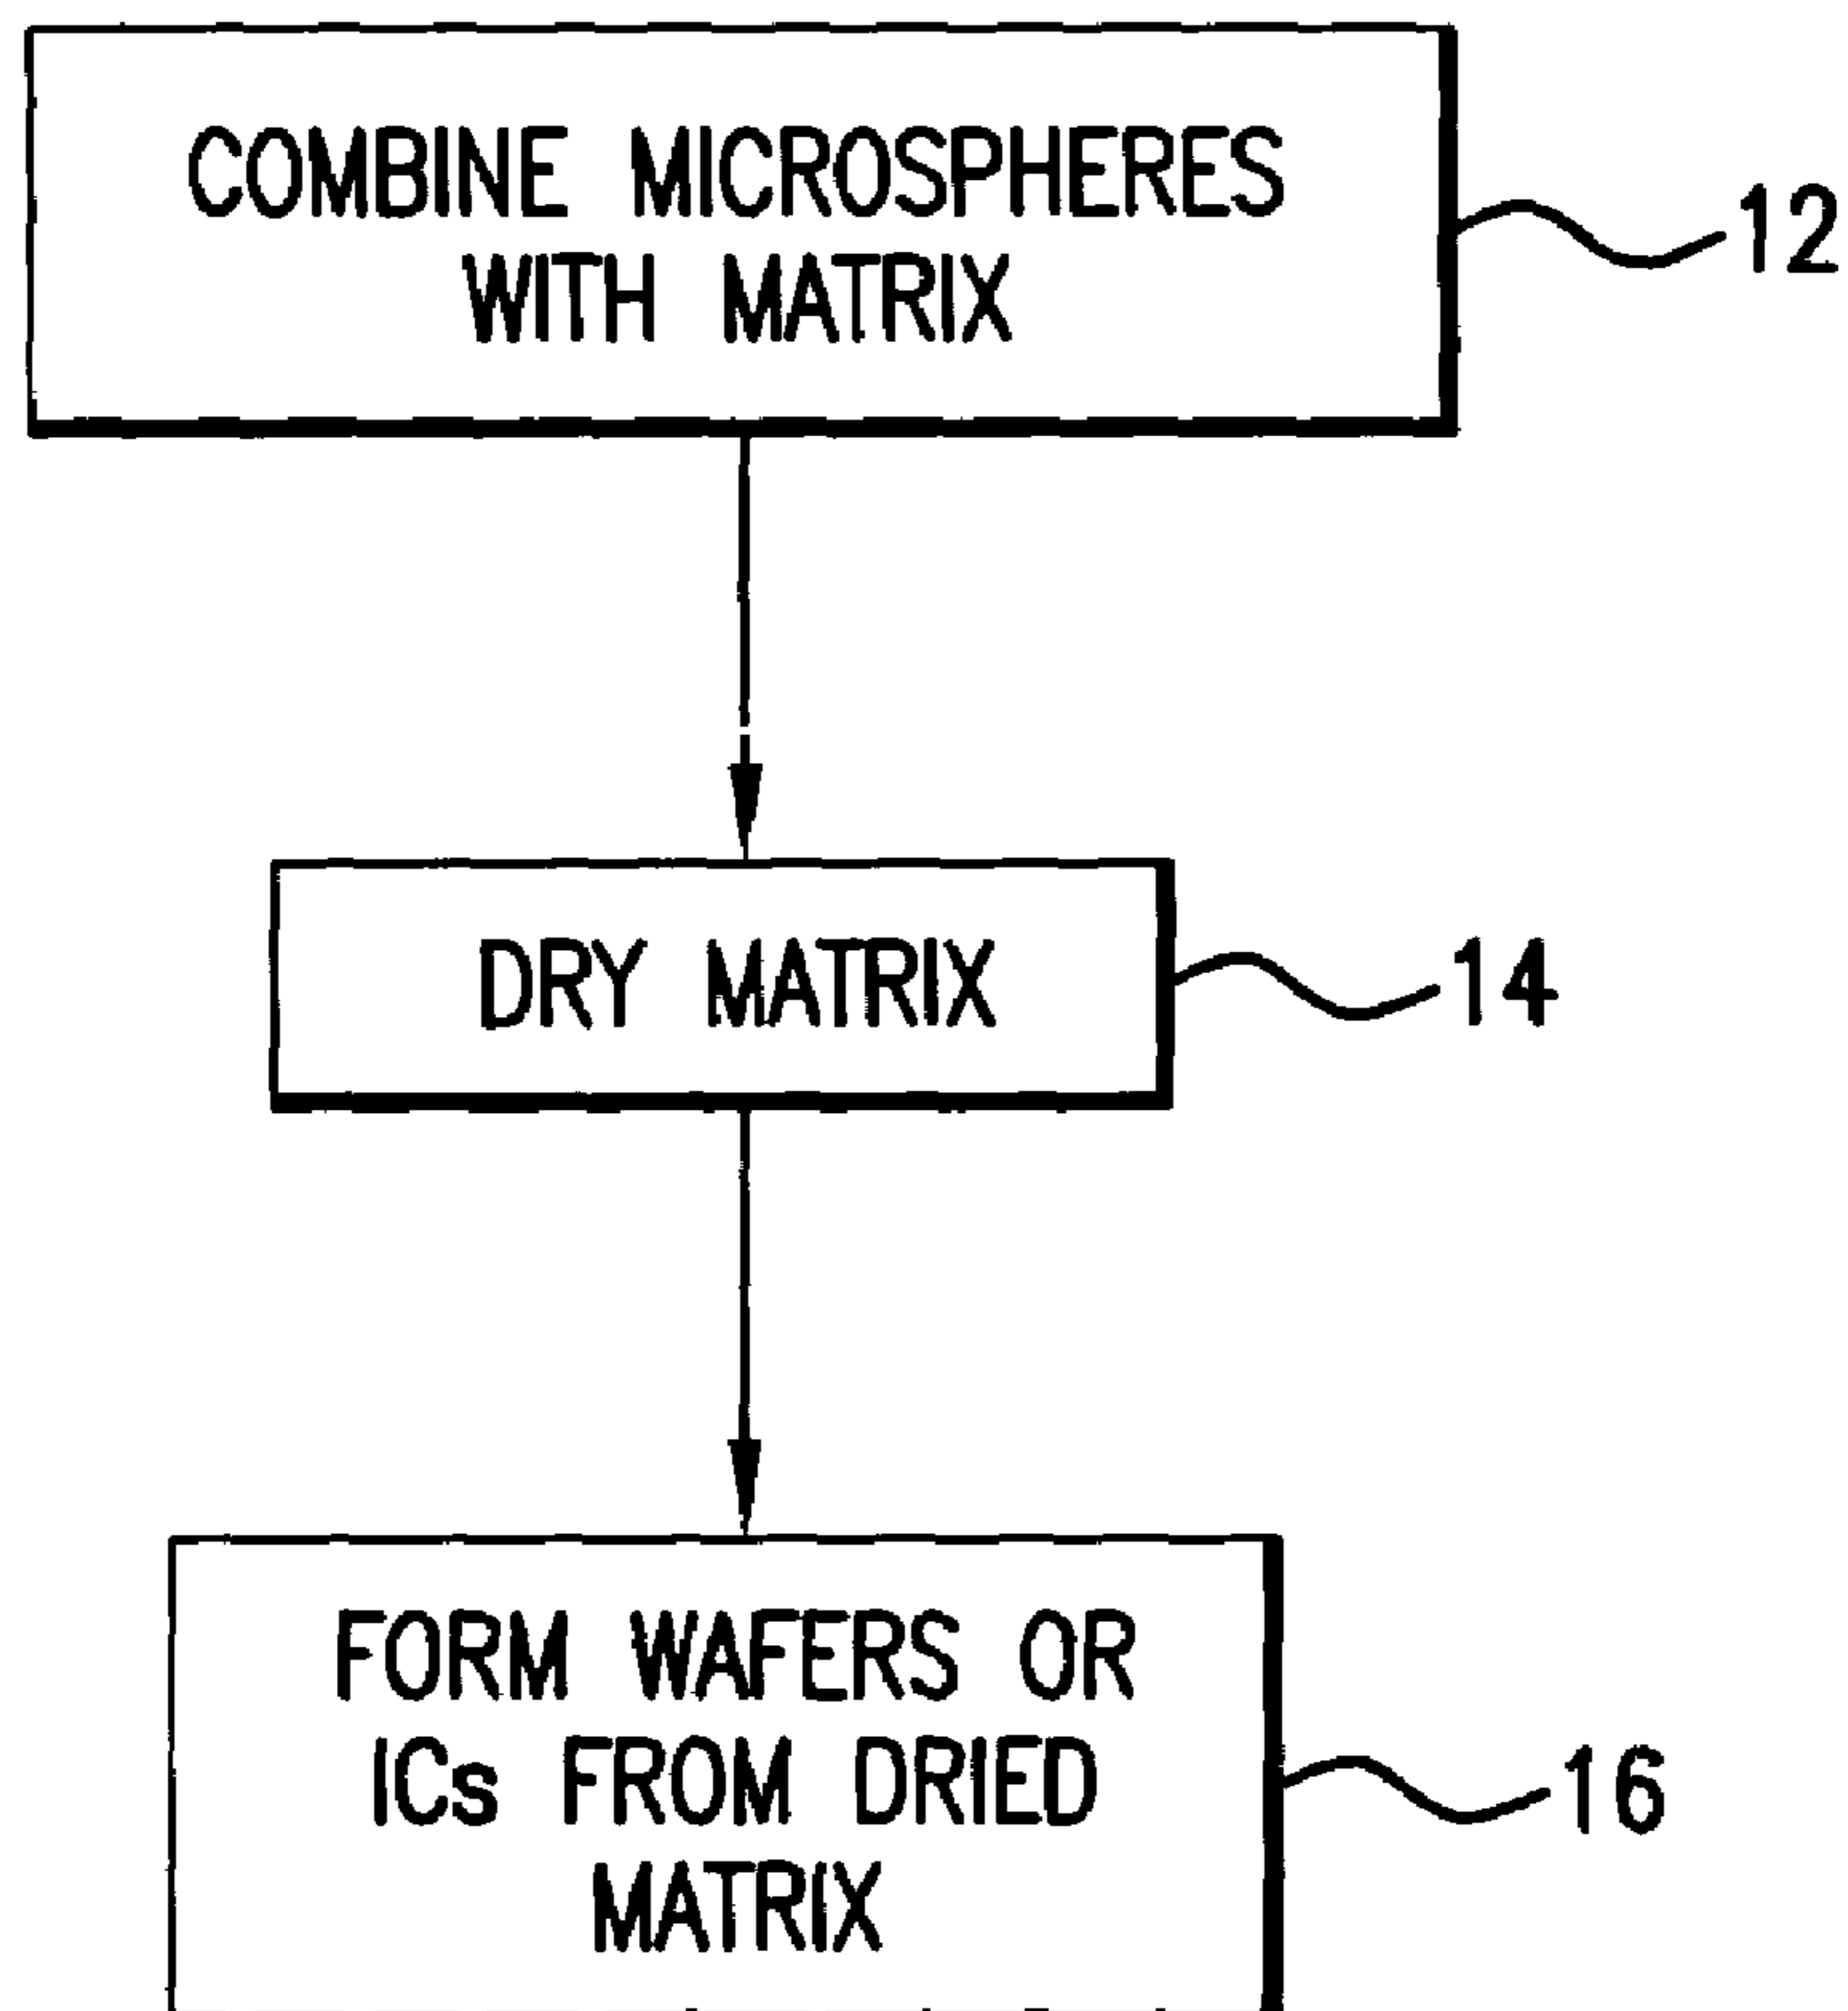 COMBINE MICROSPHERES
WITH MATRIX
12
DRY MATRIX
14
FORM WAFERS OR
ICs FROM DRIED
MATRIX
16